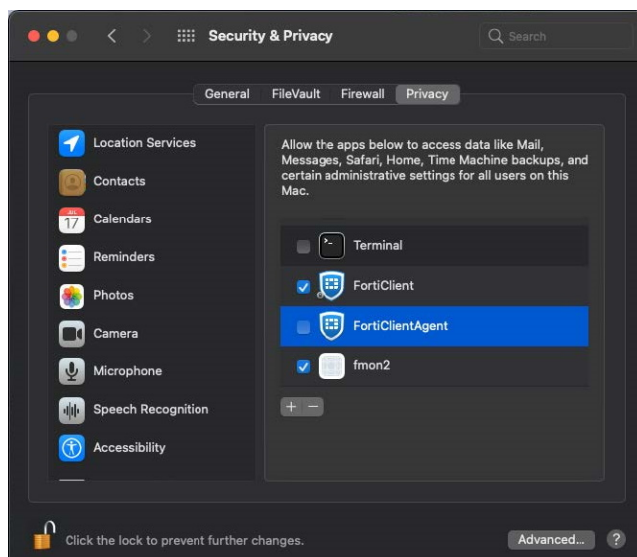 Security & Privacy
Search
General FileVault Firewall Privacy
Location Services
Contacts
JUL
17
Calendars
Reminders
Photos
Camera
Microphone
Speech Recognition
Accessibility
Allow the apps below to access data like Mail,
Messages, Safari, Home, Time Machine backups, and
certain administrative settings for all users on this
Mac.
Terminal
FortiClient
FortiClientAgent
fmon2
+ −
Click the lock to prevent further changes.
Advanced...
?